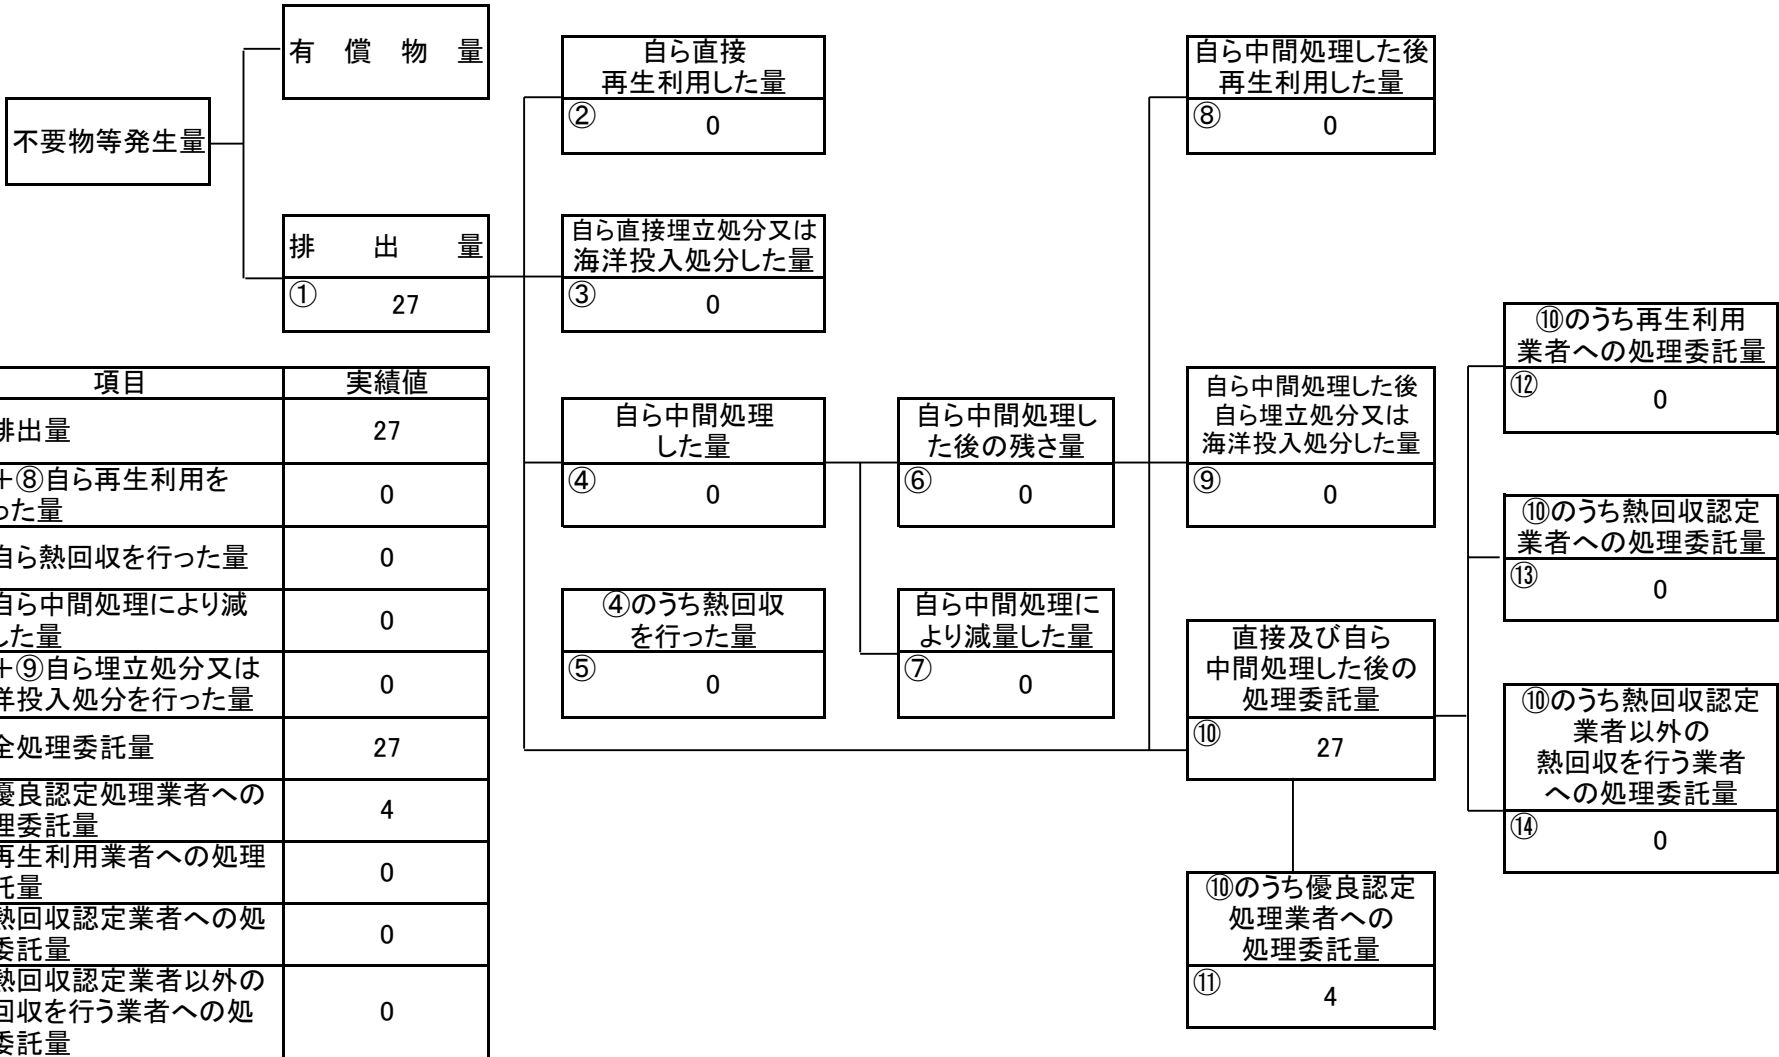 有 償 物 量
不要物等発生量
排 出 量
① 27
自ら直接
再生利用した量
② 0
自ら直接埋立処分又は
海洋投入処分した量
③ 0
自ら中間処理
した量
④ 0
④のうち熱回収
を行った量
⑤ 0
自ら中間処理し
た後の残さ量
⑥ 0
自ら中間処理に
より減量した量
⑦ 0
自ら中間処理した後
再生利用した量
⑧ 0
自ら中間処理した後
自ら埋立処分又は
海洋投入処分した量
⑨ 0
直接及び自ら
中間処理した後の
処理委託量
⑩ 27
⑩のうち優良認定
処理業者への
処理委託量
⑪ 4
⑩のうち再生利用
業者への処理委託量
⑫ 0
⑩のうち熱回収認定
業者への処理委託量
⑬ 0
⑩のうち熱回収認定
業者以外の
熱回収を行う業者
への処理委託量
⑭ 0
項目 実績値
排出量 27
+⑧自ら再生利用を
った量 0
自ら熱回収を行った量 0
自ら中間処理により減
した量 0
+⑨自ら埋立処分又は
洋投入処分を行った量 0
全処理委託量 27
優良認定処理業者への
理委託量 4
再生利用業者への処理
託量 0
熱回収認定業者への処
委託量 0
熱回収認定業者以外の
回収を行う業者への処
委託量 0